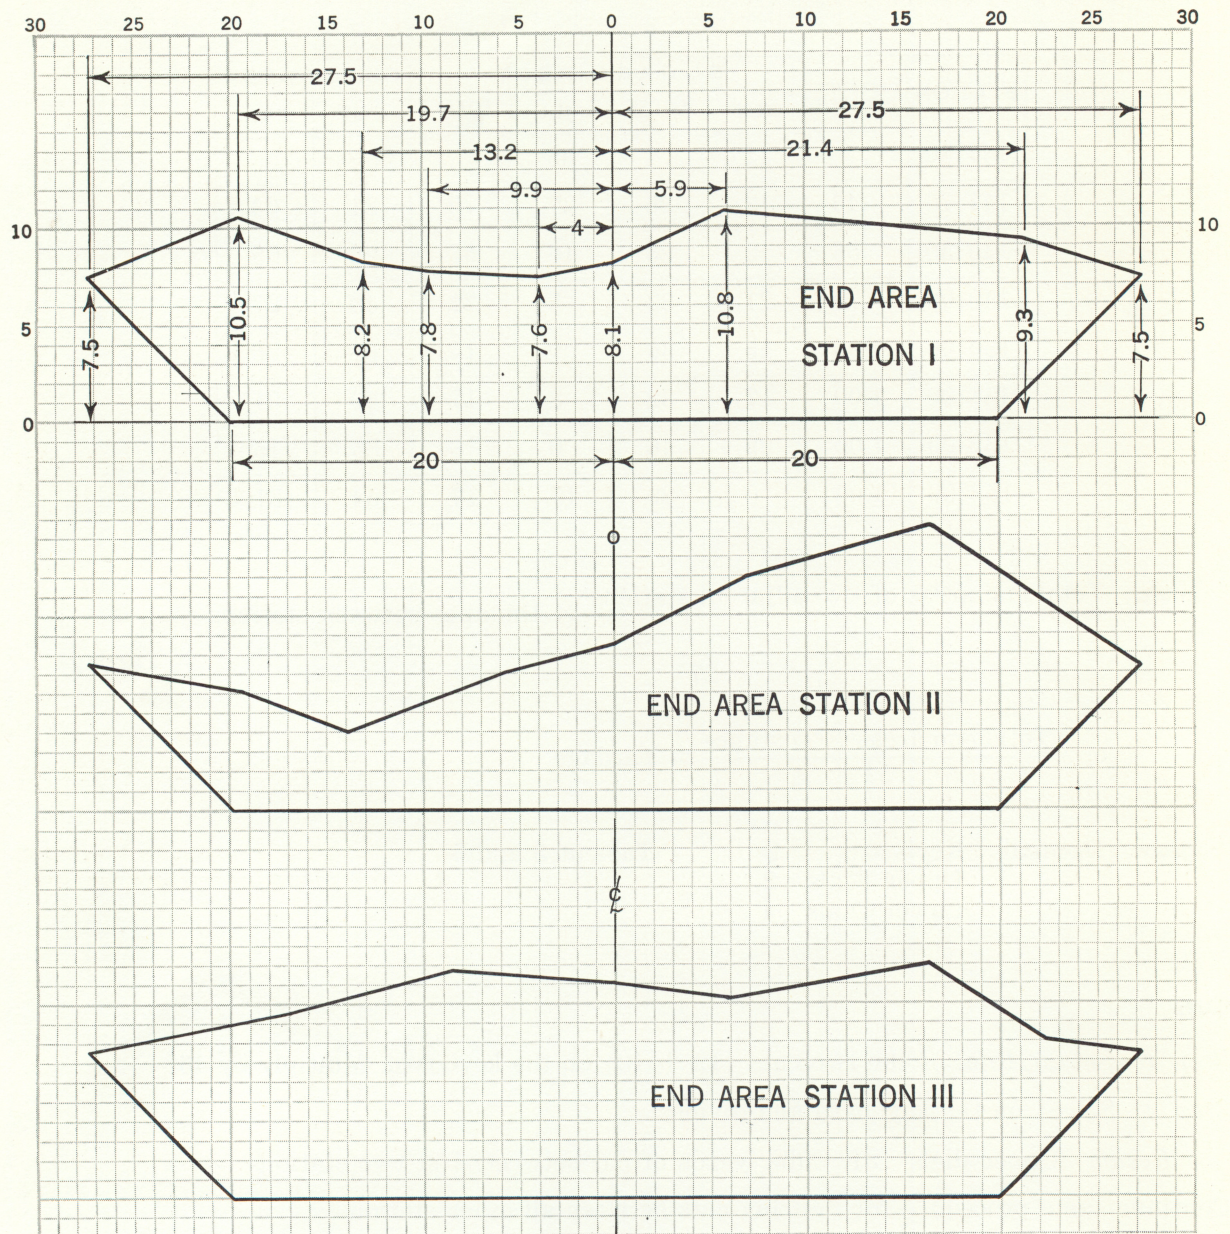 30 25 20 15 10 5 0 5 10 15 20 25 30
27.5
19.7 27.5
13.2 21.4
9.9 5.9
4
10 10
END AREA
STATION I
7.5 10.5 8.2 7.8 7.6 8.1 10.8 9.3 7.5
5 5
0 0
20 20
0
END AREA STATION II
℄
END AREA STATION III